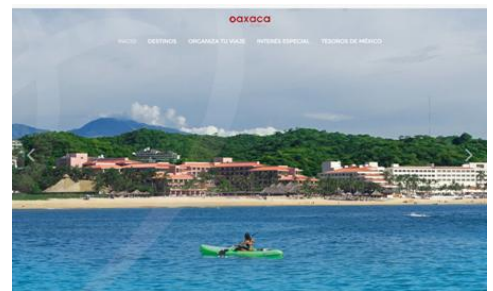 oaxaca
INICIO DESTINOS ORGANIZA TU VIAJE INTERÉS ESPECIAL TESOROS DE MÉXICO